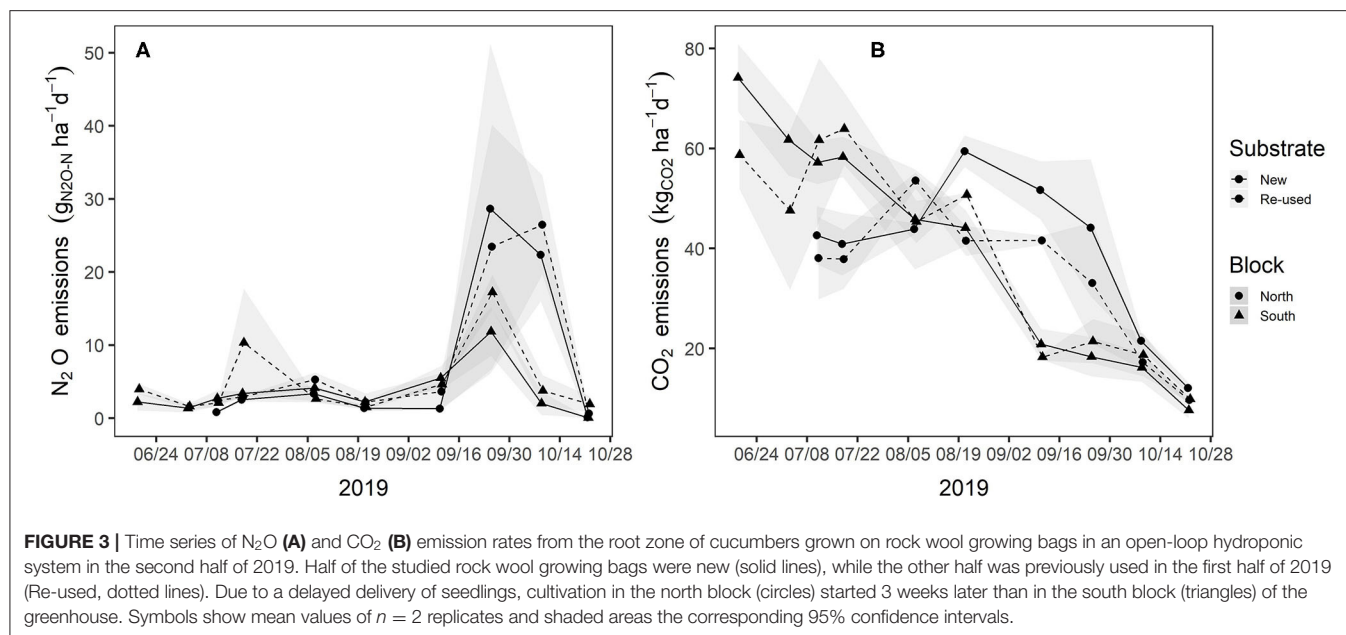 A
N₂O emissions (gN2O-N ha⁻¹d⁻¹)
50
40
30
20
10
0
06/24 07/08 07/22 08/05 08/19 09/02 09/16 09/30 10/14 10/28
2019
B
CO₂ emissions (kgCO2 ha⁻¹d⁻¹)
80
60
40
20
06/24 07/08 07/22 08/05 08/19 09/02 09/16 09/30 10/14 10/28
2019
Substrate
New
Re-used
Block
North
South
FIGURE 3 | Time series of N₂O (A) and CO₂ (B) emission rates from the root zone of cucumbers grown on rock wool growing bags in an open-loop hydroponic
system in the second half of 2019. Half of the studied rock wool growing bags were new (solid lines), while the other half was previously used in the first half of 2019
(Re-used, dotted lines). Due to a delayed delivery of seedlings, cultivation in the north block (circles) started 3 weeks later than in the south block (triangles) of the
greenhouse. Symbols show mean values of n = 2 replicates and shaded areas the corresponding 95% confidence intervals.